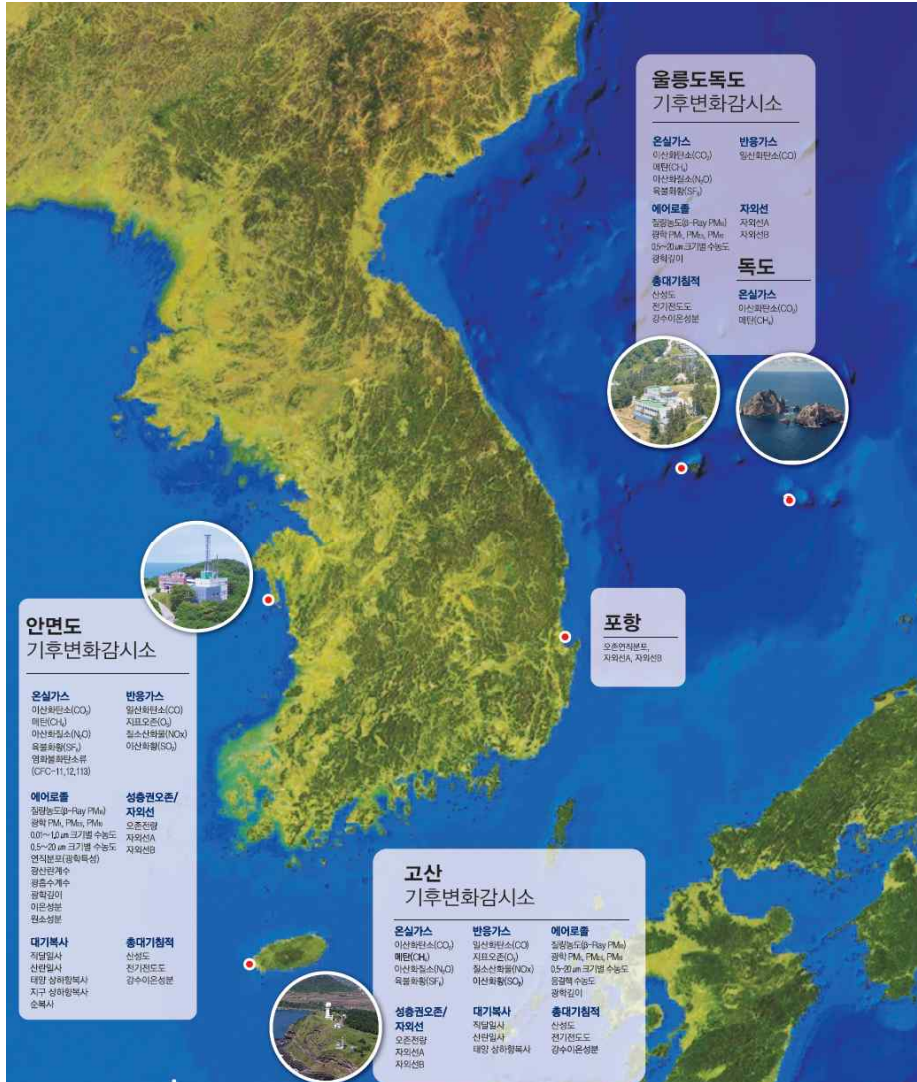 울릉도독도
기후변화감시소
온실가스
이산화탄소(CO₂)
메탄(CH₄)
아산화질소(N₂O)
육불화황(SF₆)
반응가스
일산화탄소(CO)
에어로졸
질량농도(β-Ray PM₁₀)
광학 PM₁, PM₂.₅, PM₁₀
0.5~20 μm 크기별 수농도
광학깊이
자외선
자외선A
자외선B
총대기침적
산성도
전기전도도
강수이온성분
독도
온실가스
이산화탄소(CO₂)
메탄(CH₄)
포항
오존연직분포,
자외선A, 자외선B
안면도
기후변화감시소
온실가스
이산화탄소(CO₂)
메탄(CH₄)
아산화질소(N₂O)
육불화황(SF₆)
염화불화탄소류
(CFC-11,12,113)
반응가스
일산화탄소(CO)
지표오존(O₃)
질소산화물(NOx)
이산화황(SO₂)
에어로졸
질량농도(β-Ray PM₁₀)
광학 PM₁, PM₂.₅, PM₁₀
0.01~1.0 μm 크기별 수농도
0.5~20 μm 크기별 수농도
연직분포(광학특성)
광산란계수
광흡수계수
광학깊이
이온성분
원소성분
성층권오존/
자외선
오존전량
자외선A
자외선B
대기복사
직달일사
산란일사
태양 상하향복사
지구 상하향복사
순복사
총대기침적
산성도
전기전도도
강수이온성분
고산
기후변화감시소
온실가스
이산화탄소(CO₂)
메탄(CH₄)
아산화질소(N₂O)
육불화황(SF₆)
반응가스
일산화탄소(CO)
지표오존(O₃)
질소산화물(NOx)
이산화황(SO₂)
에어로졸
질량농도(β-Ray PM₁₀)
광학 PM₁, PM₂.₅, PM₁₀
0.5~20 μm 크기별 수농도
응결핵 수농도
광학깊이
성층권오존/
자외선
오존전량
자외선A
자외선B
대기복사
직달일사
산란일사
태양 상하향복사
총대기침적
산성도
전기전도도
강수이온성분